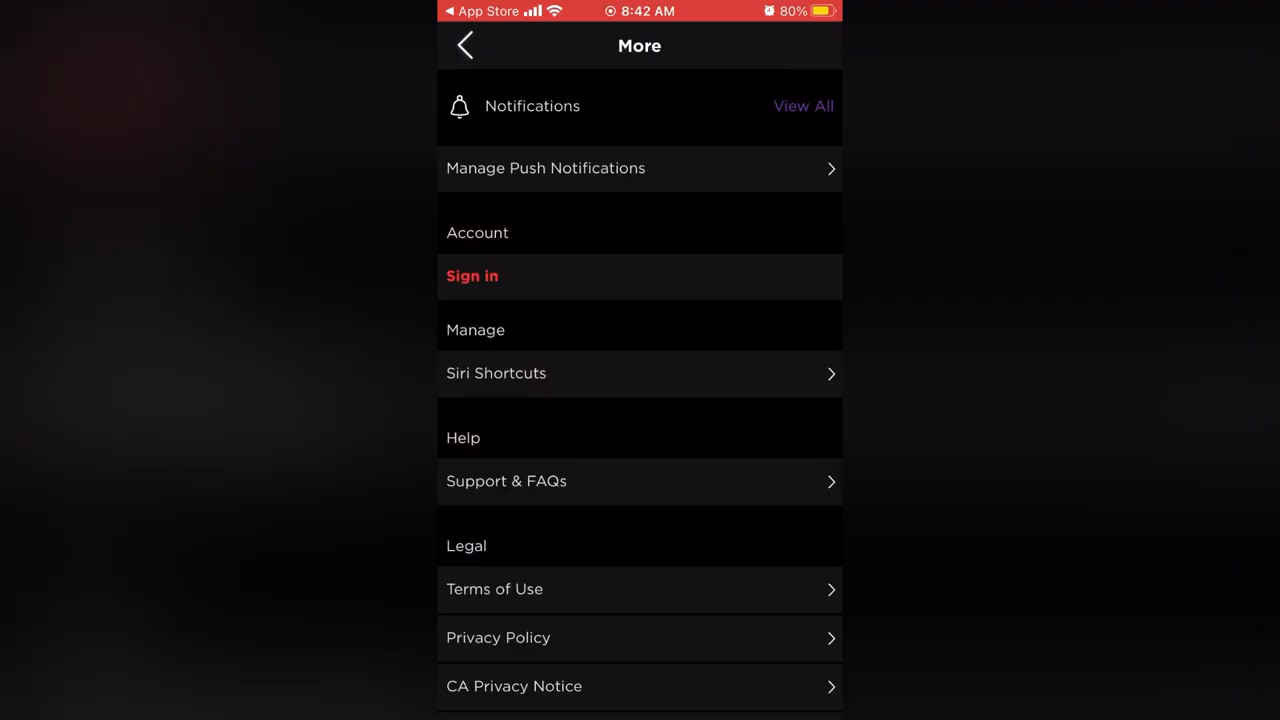 App Store 8:42 AM 80%
More
Notifications View All
Manage Push Notifications
Account
Sign in
Manage
Siri Shortcuts
Help
Support & FAQs
Legal
Terms of Use
Privacy Policy
CA Privacy Notice